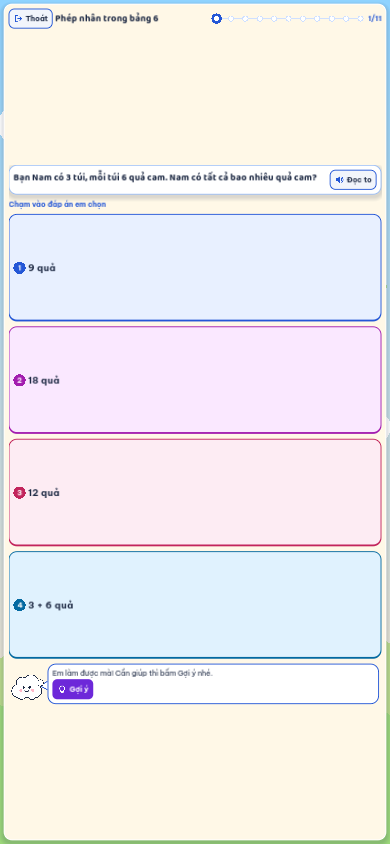 Thoát
Phép nhân trong bảng 6
1/11
Bạn Nam có 3 túi, mỗi túi 6 quả cam. Nam có tất cả bao nhiêu quả cam?
Đọc to
Chạm vào đáp án em chọn
1 9 quả
2 18 quả
3 12 quả
4 3 + 6 quả
Em làm được mà! Cần giúp thì bấm Gợi ý nhé.
Gợi ý